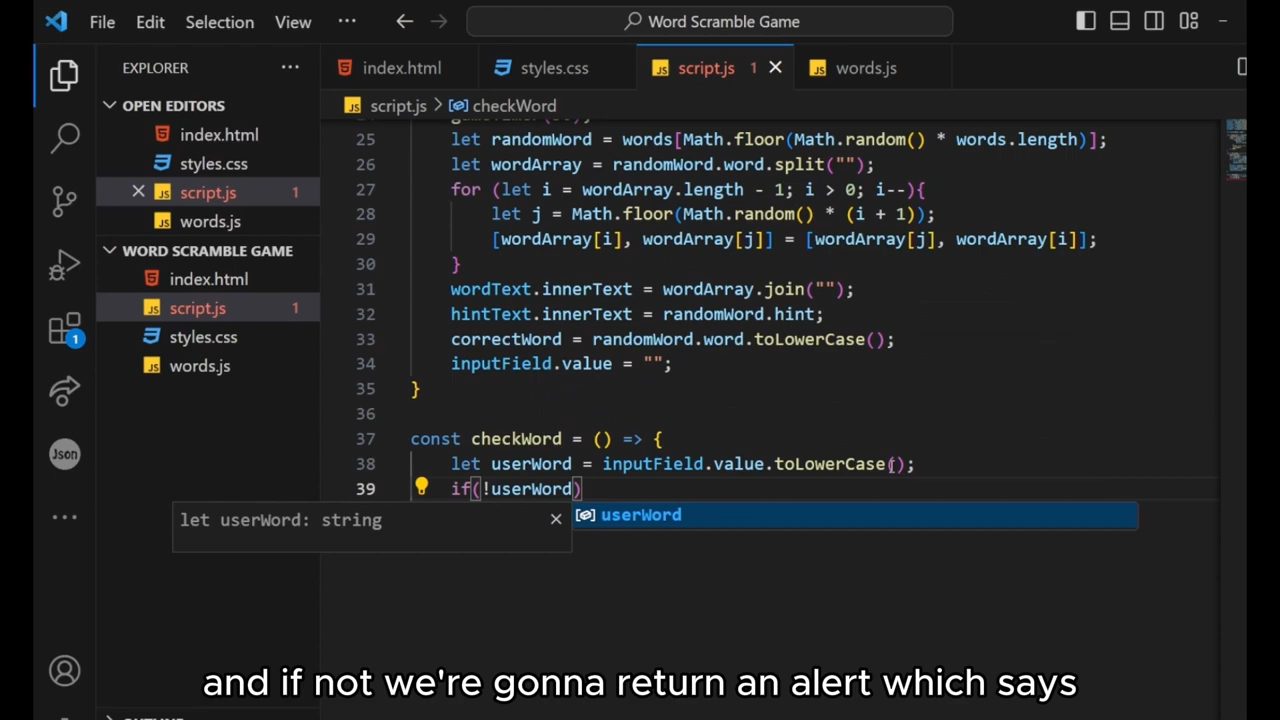 File Edit Selection View ··· Word Scramble Game
EXPLORER ···
index.html styles.css script.js 1 words.js
OPEN EDITORS
index.html
styles.css
script.js 1
words.js
WORD SCRAMBLE GAME
index.html
script.js 1
styles.css
words.js
Json
1
script.js > checkWord
25 let randomWord = words[Math.floor(Math.random() * words.length)];
26 let wordArray = randomWord.word.split("");
27 for (let i = wordArray.length - 1; i > 0; i--){
28 let j = Math.floor(Math.random() * (i + 1));
29 [wordArray[i], wordArray[j]] = [wordArray[j], wordArray[i]];
30 }
31 wordText.innerText = wordArray.join("");
32 hintText.innerText = randomWord.hint;
33 correctWord = randomWord.word.toLowerCase();
34 inputField.value = "";
35 }
36
37 const checkWord = () => {
38 let userWord = inputField.value.toLowerCase();
39 if(!userWord)
let userWord: string
userWord
and if not we're gonna return an alert which says